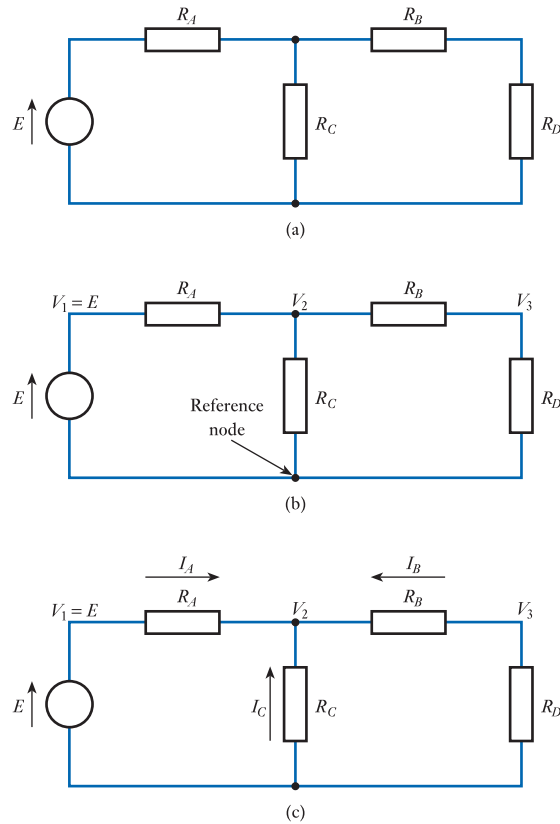 R_A R_B
E R_C R_D
(a)
V_1 = E R_A V_2 R_B V_3
E R_C R_D
Reference
node
(b)
I_A I_B
V_1 = E R_A V_2 R_B V_3
E I_C R_C R_D
(c)